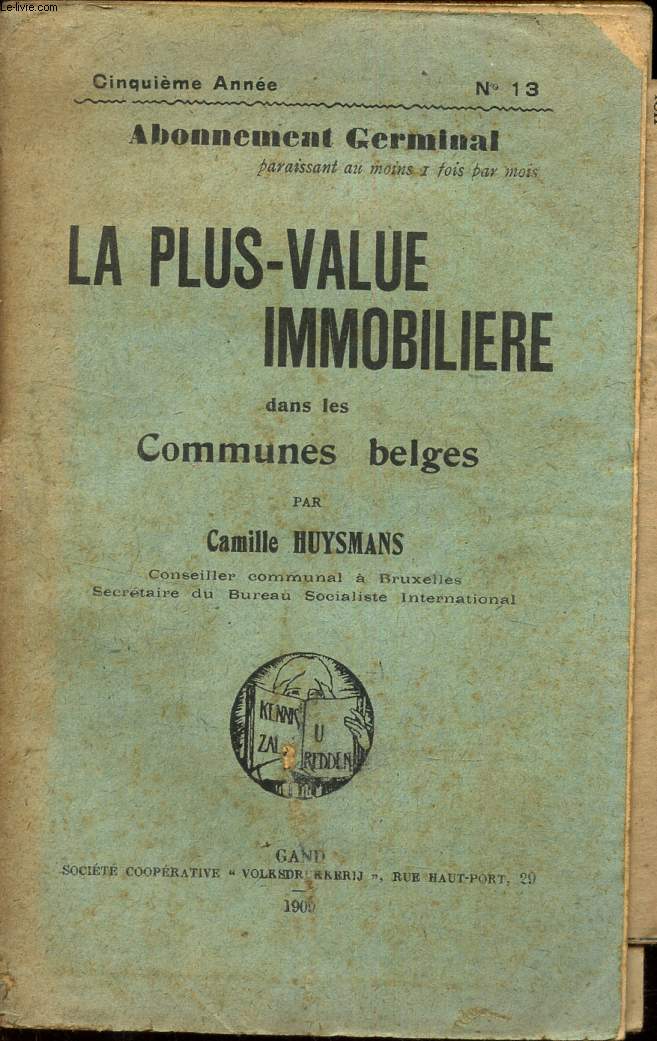 Le-livre.com
Cinquième Année N° 13
Abonnement Germinal
paraissant au moins 1 fois par mois
LA PLUS-VALUE
IMMOBILIERE
dans les
Communes belges
PAR
Camille HUYSMANS
Conseiller communal à Bruxelles
Secrétaire du Bureau Socialiste International
KENNIS U
ZAL REDDEN
GAND
SOCIÉTÉ COOPÉRATIVE “ VOLKSDRUKKERIJ ”, RUE HAUT-PORT, 29
1909